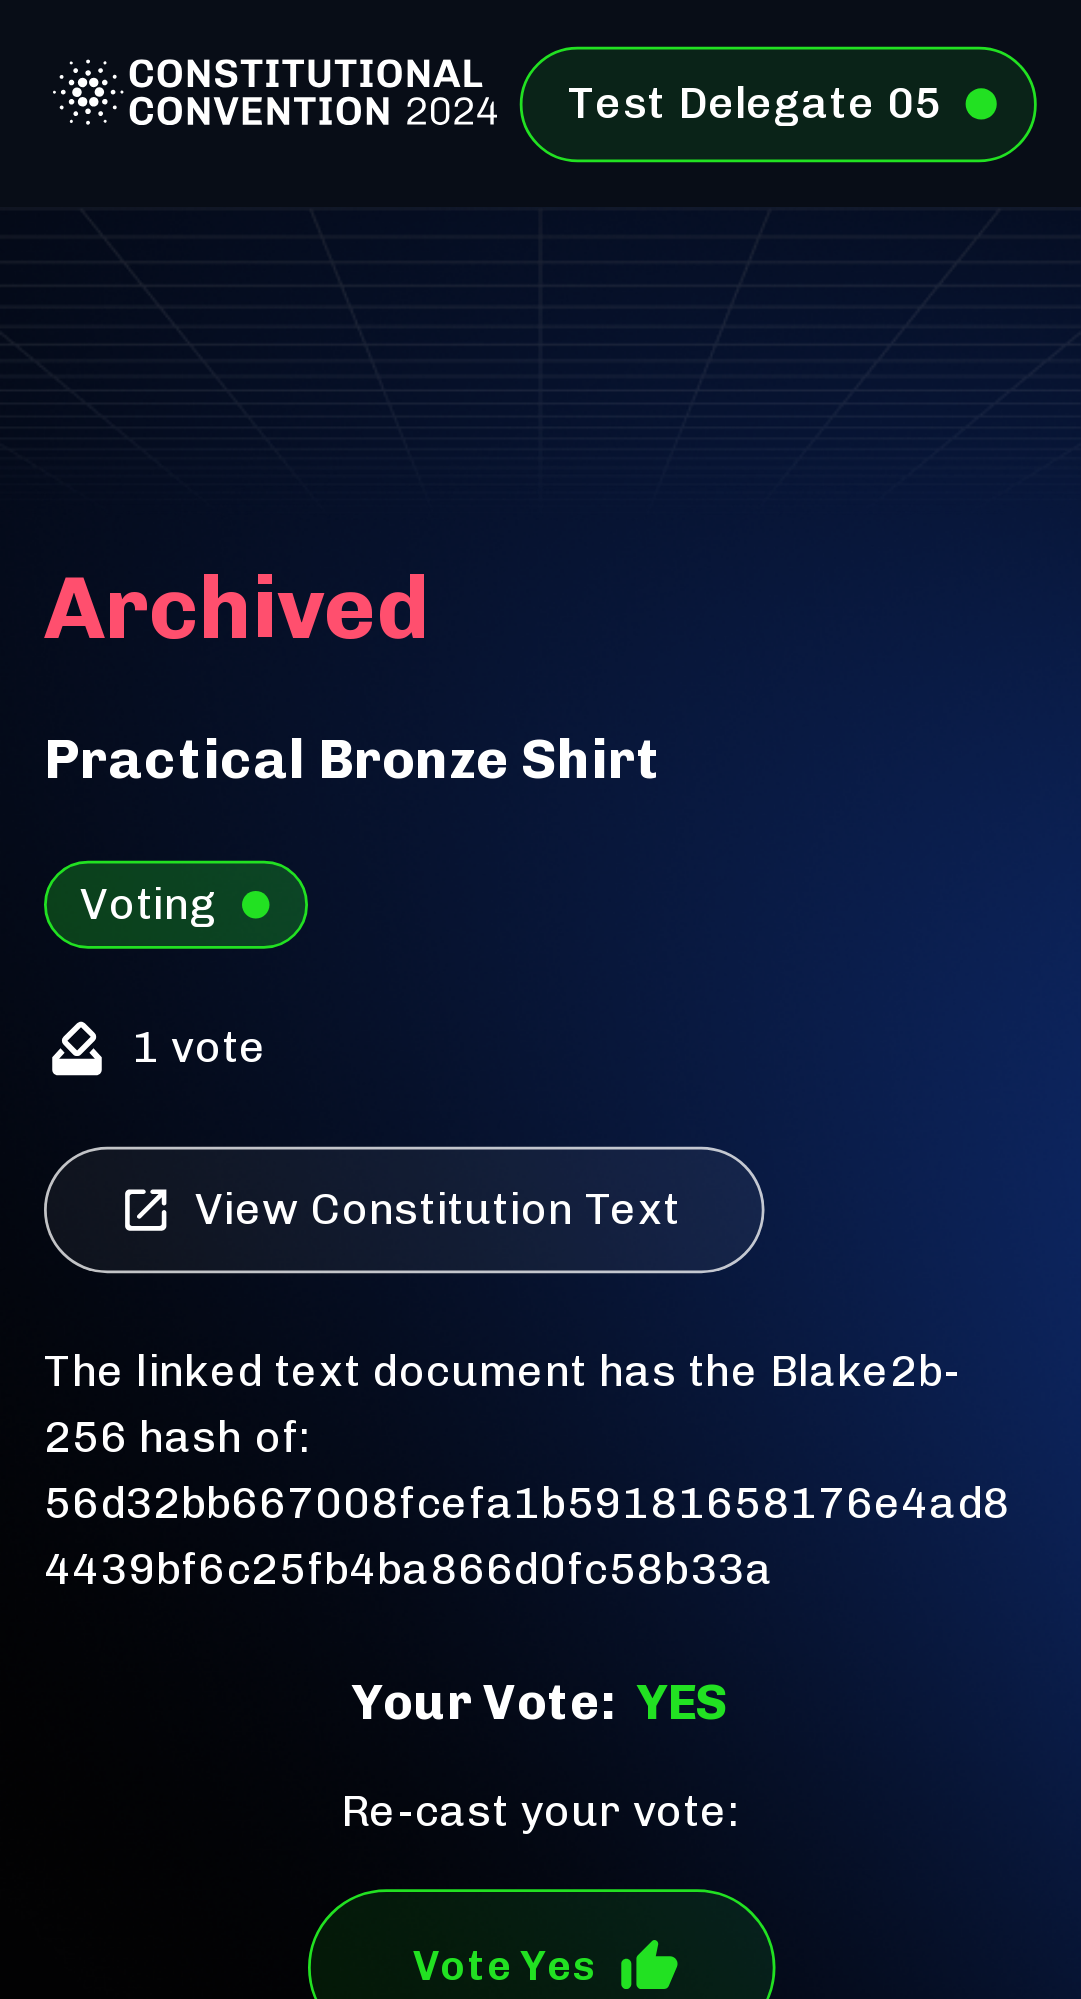 CONSTITUTIONAL
CONVENTION 2024
Test Delegate 05
Archived
Practical Bronze Shirt
Voting
1 vote
View Constitution Text
The linked text document has the Blake2b-
256 hash of:
56d32bb667008fcefa1b59181658176e4ad8
4439bf6c25fb4ba866d0fc58b33a
Your Vote: YES
Re-cast your vote:
Vote Yes